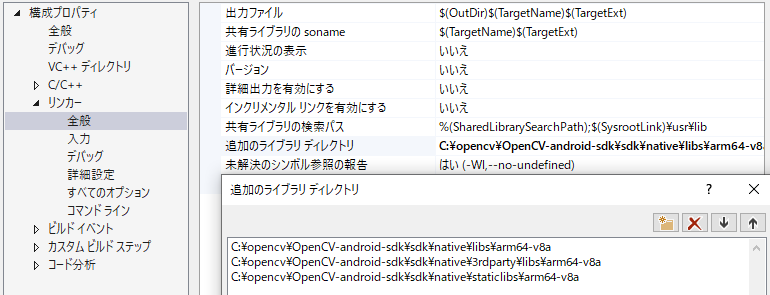 構成プロパティ
全般
デバッグ
VC++ ディレクトリ
C/C++
リンカー
全般
入力
デバッグ
詳細設定
すべてのオプション
コマンド ライン
ビルド イベント
カスタム ビルド ステップ
コード分析
出力ファイル $(OutDir)$(TargetName)$(TargetExt)
共有ライブラリの soname $(TargetName)$(TargetExt)
進行状況の表示 いいえ
バージョン いいえ
詳細出力を有効にする いいえ
インクリメンタル リンクを有効にする いいえ
共有ライブラリの検索パス %(SharedLibrarySearchPath);$(SysrootLink)¥usr¥lib
追加のライブラリ ディレクトリ C:¥opencv¥OpenCV-android-sdk¥sdk¥native¥libs¥arm64-v8a
未解決のシンボル参照の報告 はい (-Wl,--no-undefined)
追加のライブラリ ディレクトリ ? ×
C:¥opencv¥OpenCV-android-sdk¥sdk¥native¥libs¥arm64-v8a
C:¥opencv¥OpenCV-android-sdk¥sdk¥native¥3rdparty¥libs¥arm64-v8a
C:¥opencv¥OpenCV-android-sdk¥sdk¥native¥staticlibs¥arm64-v8a